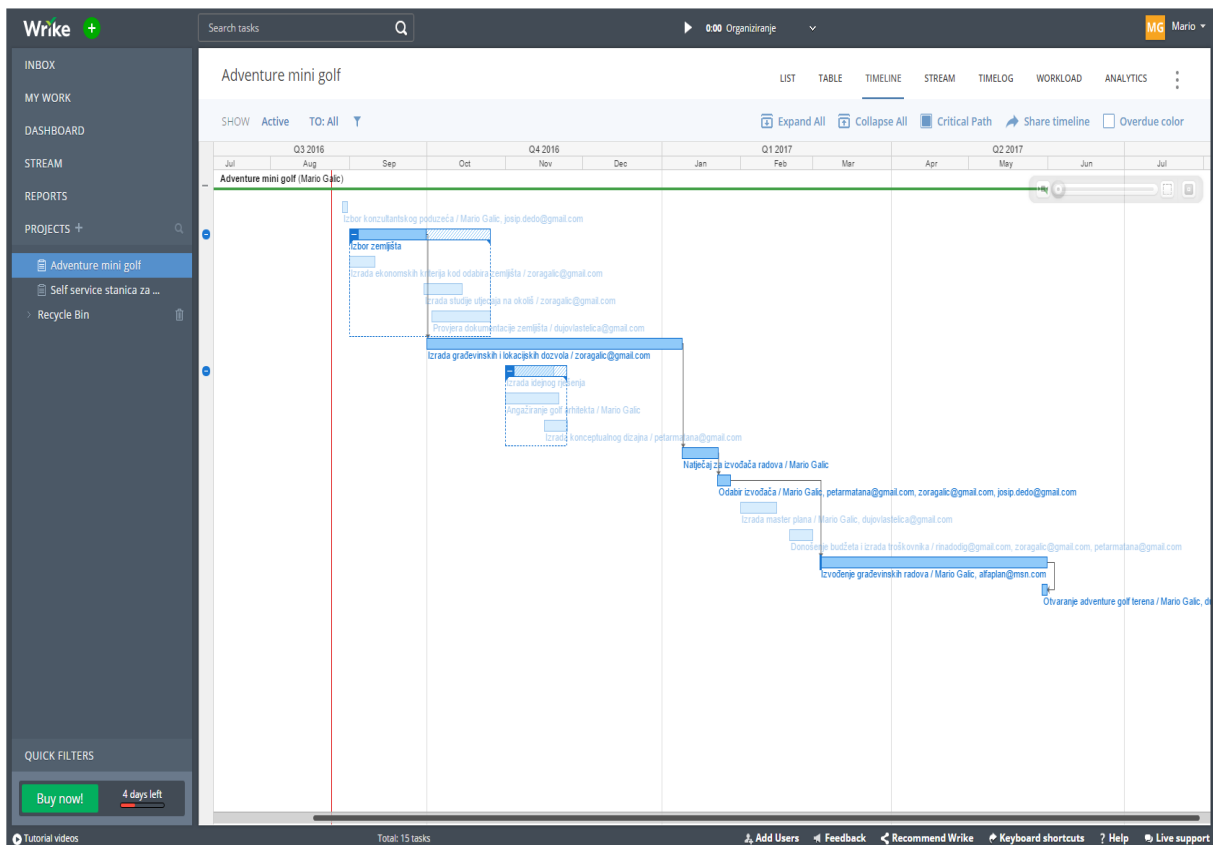 Wrike
Search tasks
0:00 Organiziranje
MG Mario
INBOX
MY WORK
DASHBOARD
STREAM
REPORTS
PROJECTS +
Adventure mini golf
Self service stanica za ...
Recycle Bin
QUICK FILTERS
Buy now! 4 days left
Adventure mini golf
LIST TABLE TIMELINE STREAM TIMELOG WORKLOAD ANALYTICS
SHOW Active TO: All
Expand All Collapse All Critical Path Share timeline Overdue color
Q3 2016 Q4 2016 Q1 2017 Q2 2017
Jul Aug Sep Oct Nov Dec Jan Feb Mar Apr May Jun Jul
Adventure mini golf (Mario Galic)
Izbor konzultantskog poduzeća / Mario Galic, josip.dedo@gmail.com
Izbor zemljišta
Izrada ekonomskih kriterija kod odabira zemljišta / zoragalic@gmail.com
Izrada studije utjecaja na okoliš / zoragalic@gmail.com
Provjera dokumentacije zemljišta / dujovlastelica@gmail.com
Izrada građevinskih i lokacijskih dozvola / zoragalic@gmail.com
Izrada idejnog rješenja
Angažiranje golf arhitekta / Mario Galic
Izrada konceptualnog dizajna / petarmatana@gmail.com
Natječaj za izvođača radova / Mario Galic
Odabir izvođača / Mario Galic, petarmatana@gmail.com, zoragalic@gmail.com, josip.dedo@gmail.com
Izrada master plana / Mario Galic, dujovlastelica@gmail.com
Donošenje budžeta i izrada troškovnika / rinadodig@gmail.com, zoragalic@gmail.com, petarmatana@gmail.com
Izvođenje građevinskih radova / Mario Galic, alfaplan@msn.com
Otvaranje adventure golf terena / Mario Galic,
Tutorial videos Total: 15 tasks Add Users Feedback Recommend Wrike Keyboard shortcuts ? Help Live support